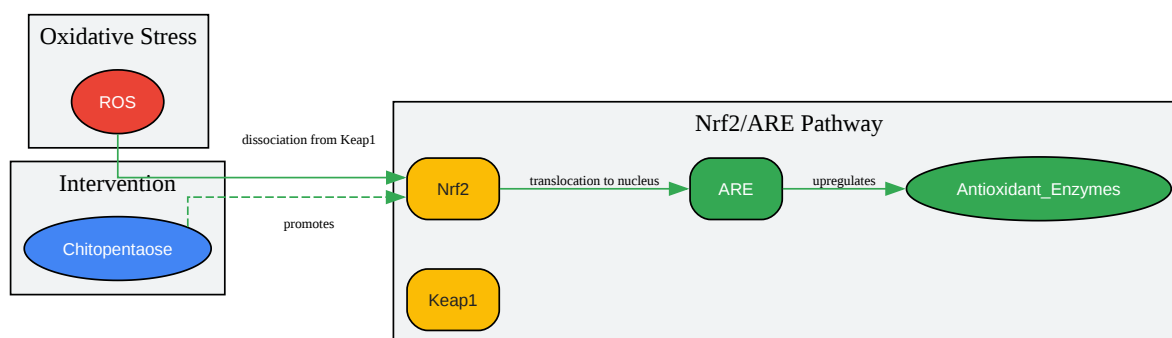 Oxidative Stress
ROS
dissociation from Keap1
Intervention
Chitopentaose
promotes
Nrf2/ARE Pathway
Nrf2
translocation to nucleus
ARE
upregulates
Antioxidant_Enzymes
Keap1